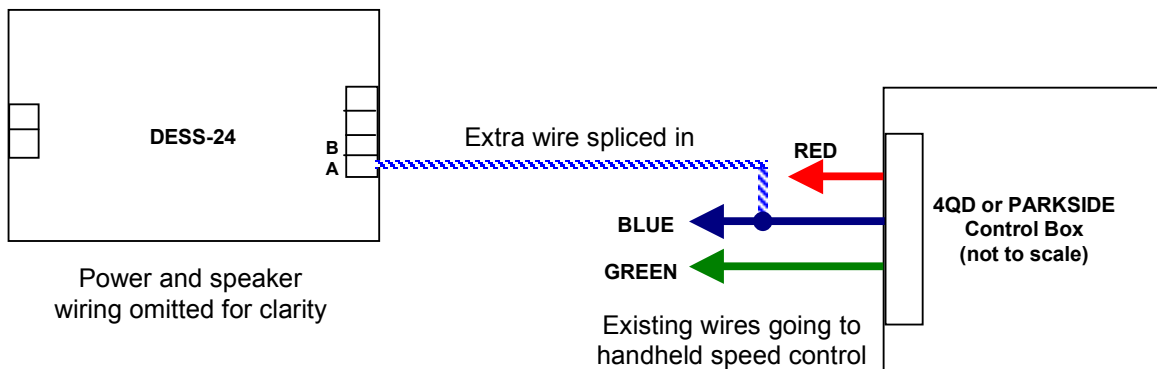 DESS-24
B
A
Extra wire spliced in
RED
BLUE
GREEN
4QD or PARKSIDE
Control Box
(not to scale)
Power and speaker
wiring omitted for clarity
Existing wires going to
handheld speed control